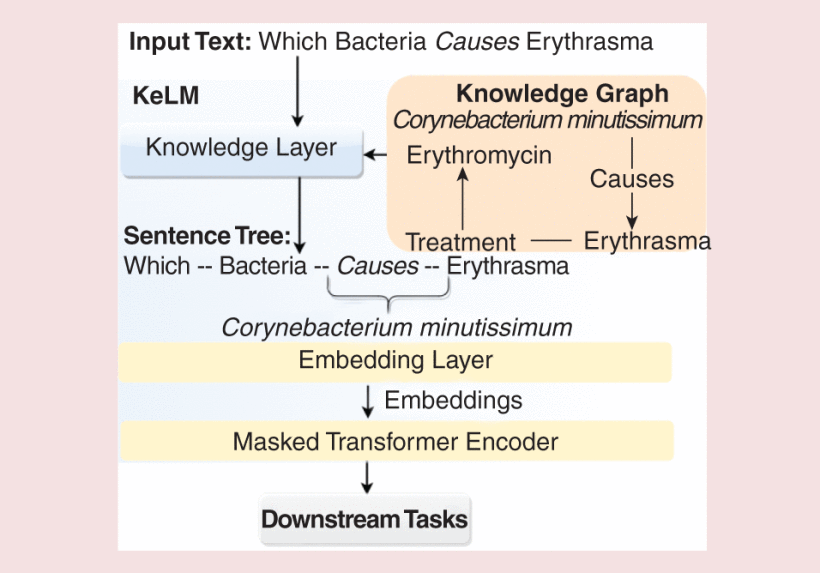 Input Text: Which Bacteria Causes Erythrasma
KeLM
Knowledge Layer
Knowledge Graph
Corynebacterium minutissimum
Erythromycin
Causes
Treatment
Erythrasma
Sentence Tree:
Which -- Bacteria -- Causes -- Erythrasma
Corynebacterium minutissimum
Embedding Layer
Embeddings
Masked Transformer Encoder
Downstream Tasks